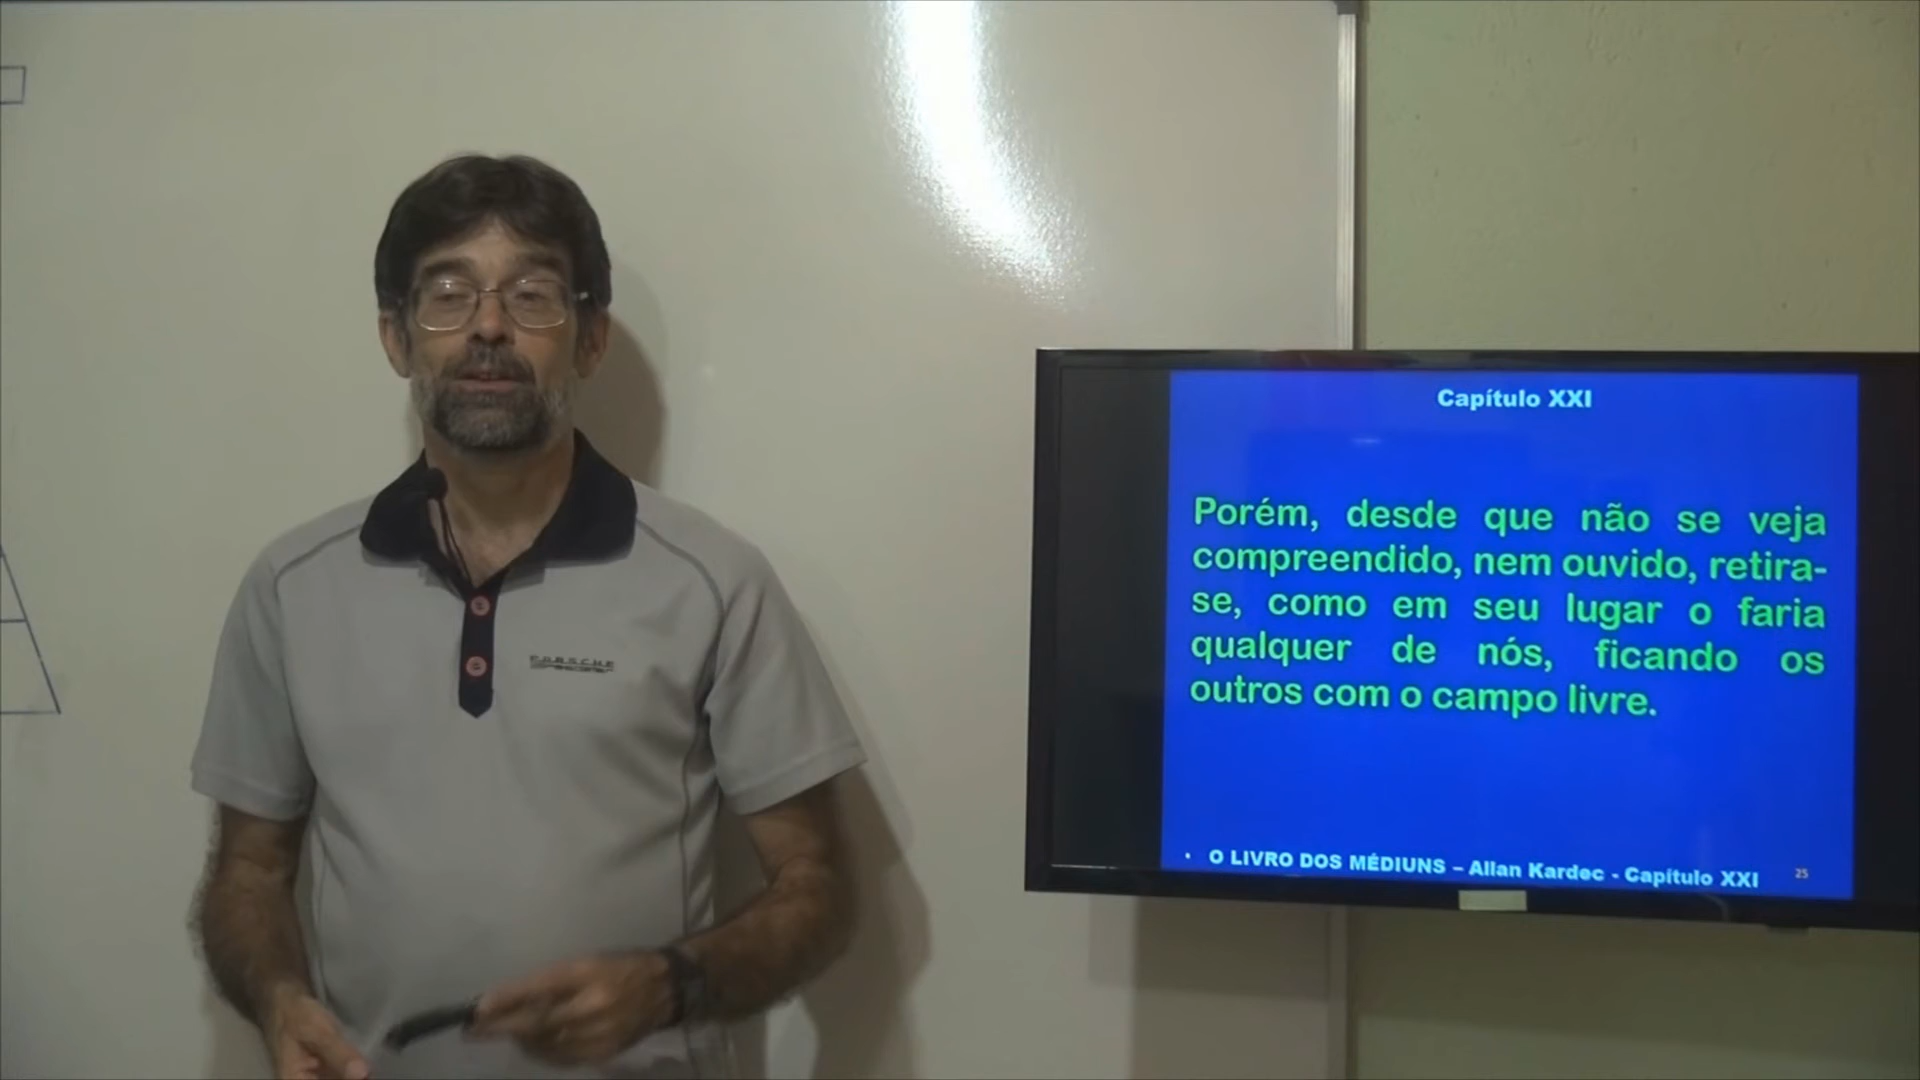 PORSCHE
Capítulo XXI
Porém, desde que não se veja
compreendido, nem ouvido, retira-
se, como em seu lugar o faria
qualquer de nós, ficando os
outros com o campo livre.
• O LIVRO DOS MÉDIUNS – Allan Kardec - Capítulo XXI
25